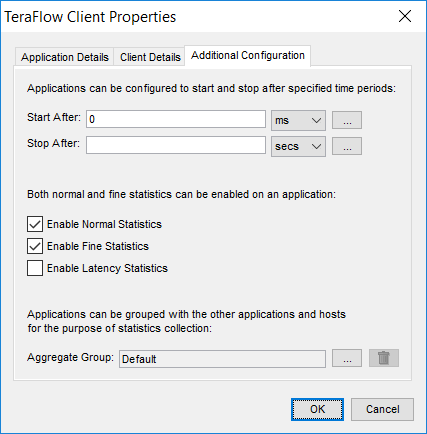 TeraFlow Client Properties
Application Details Client Details Additional Configuration
Applications can be configured to start and stop after specified time periods:
Start After: 0 ms ...
Stop After: secs ...
Both normal and fine statistics can be enabled on an application:
Enable Normal Statistics
Enable Fine Statistics
Enable Latency Statistics
Applications can be grouped with the other applications and hosts
for the purpose of statistics collection:
Aggregate Group: Default ...
OK Cancel